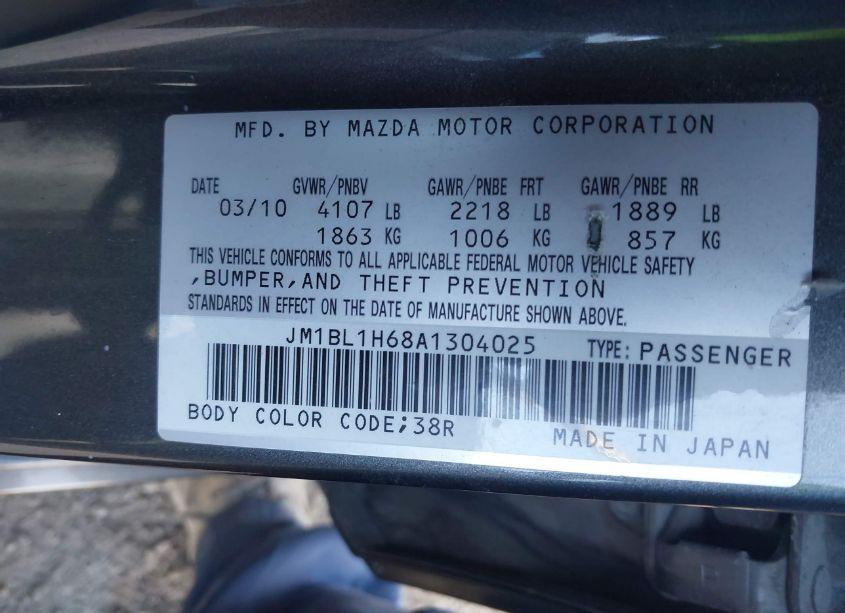 MFD. BY MAZDA MOTOR CORPORATION
DATE GVWR/PNBV GAWR/PNBE FRT GAWR/PNBE RR
03/10 4107 LB 2218 LB 1889 LB
1863 KG 1006 KG 857 KG
THIS VEHICLE CONFORMS TO ALL APPLICABLE FEDERAL MOTOR VEHICLE SAFETY
,BUMPER,AND THEFT PREVENTION
STANDARDS IN EFFECT ON THE DATE OF MANUFACTURE SHOWN ABOVE.
JM1BL1H68A1304025 TYPE: PASSENGER
BODY COLOR CODE;38R
MADE IN JAPAN